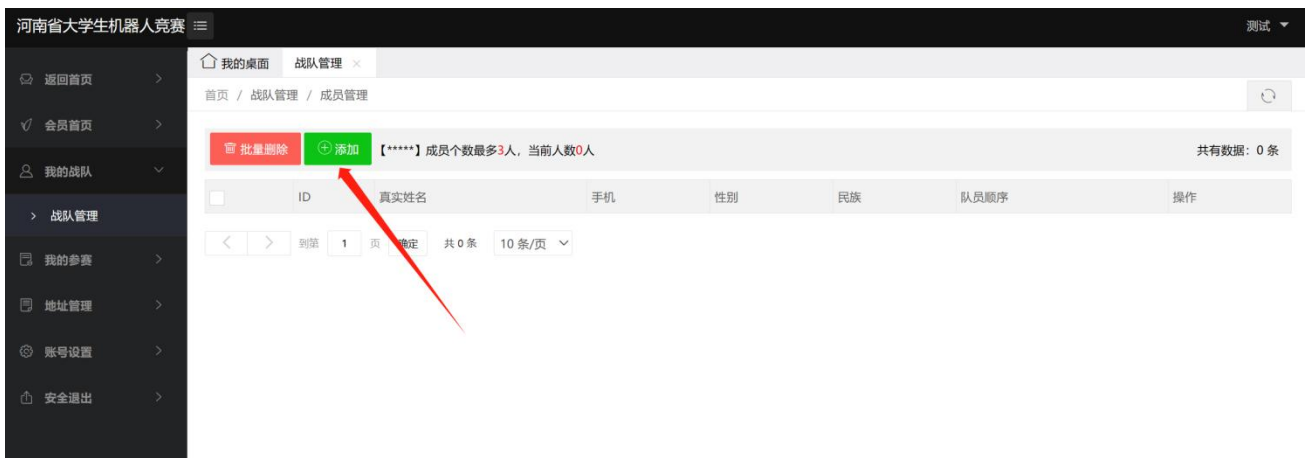 河南省大学生机器人竞赛
测试
返回首页
会员首页
我的战队
战队管理
我的参赛
地址管理
账号设置
安全退出
我的桌面 战队管理
首页 / 战队管理 / 成员管理
批量删除 添加 【*****】成员个数最多3人，当前人数0人 共有数据：0 条
ID 真实姓名 手机 性别 民族 队员顺序 操作
到第 1 页 确定 共 0 条 10 条/页